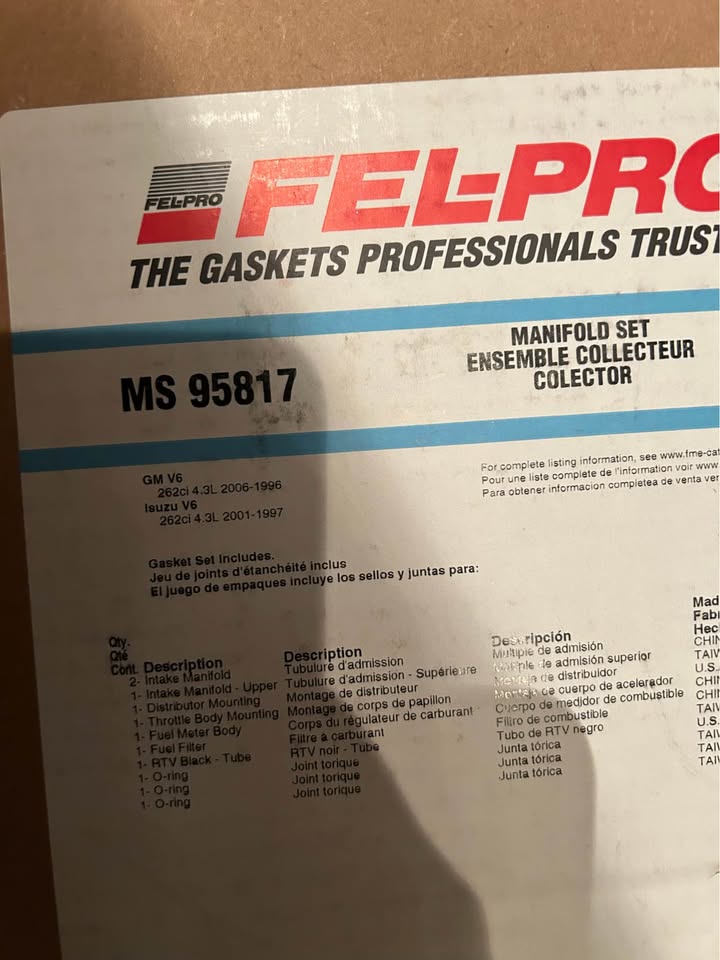 FEL-PRO
FEL-PRO
THE GASKETS PROFESSIONALS TRUST
MS 95817
MANIFOLD SET
ENSEMBLE COLLECTEUR
COLECTOR
GM V6
262ci 4.3L 2006-1996
Isuzu V6
262ci 4.3L 2001-1997
For complete listing information, see www.fme-cat
Pour une liste complete de l'information voir www
Para obtener informacion completea de venta ver
Gasket Set Includes.
Jeu de joints d'étanchéité inclus
El juego de empaques incluye los sellos y juntas para:
Qty.
Qté
Cont. Description
2- Intake Manifold
1- Intake Manifold - Upper
1- Distributor Mounting
1- Throttle Body Mounting
1- Fuel Meter Body
1- Fuel Filter
1- RTV Black - Tube
1- O-ring
1- O-ring
1- O-ring
Description
Tubulure d'admission
Tubulure d'admission - Supérieure
Montage de distributeur
Montage de corps de papillon
Corps du régulateur de carburant
Filtre à carburant
RTV noir - Tube
Joint torique
Joint torique
Joint torique
Descripción
Múltiple de admisión
de admisión superior
de distribuidor
de cuerpo de acelerador
Cuerpo de medidor de combustible
Filiro de combustible
Tubo de RTV negro
Junta tórica
Junta tórica
Junta tórica
Mad
Fabr
Hec
CHIN
TAIW
U.S.
CHIN
TAIW
U.S.
TAIW
TAIW
TAIW